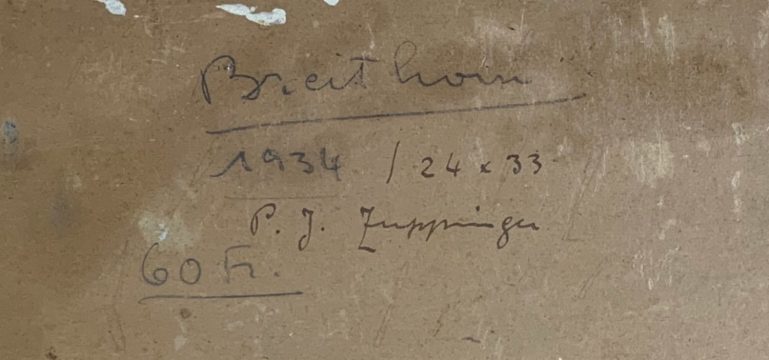 Breithorn
1934 / 24 x 33
P. J. Zuppinger
60 Fr.